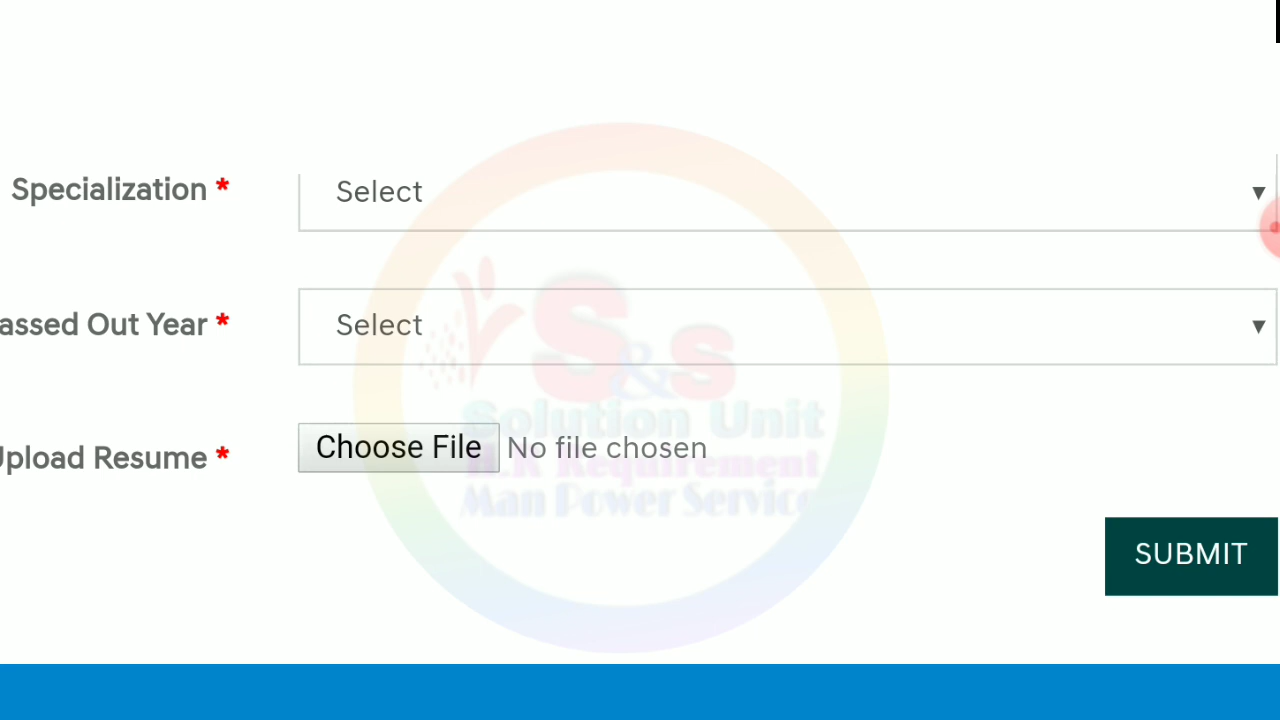 Specialization * Select ▼
assed Out Year * Select ▼
Upload Resume * Choose File No file chosen
S&s
Solution Unit
H.R Requirement
Man Power Service
SUBMIT